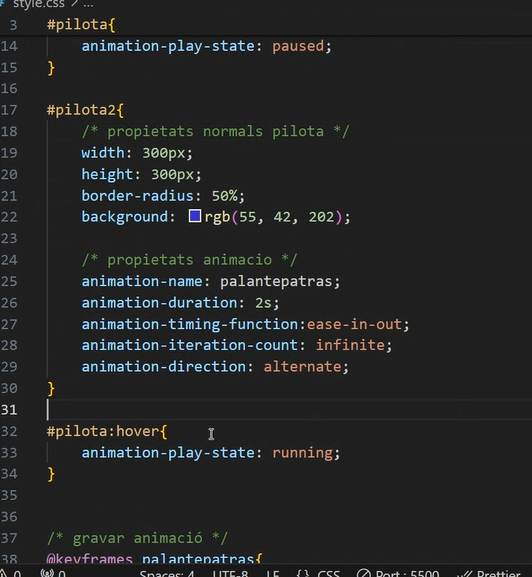 style.css > ...
3 #pilota{
14 animation-play-state: paused;
15 }
16
17 #pilota2{
18 /* propietats normals pilota */
19 width: 300px;
20 height: 300px;
21 border-radius: 50%;
22 background: rgb(55, 42, 202);
23
24 /* propietats animacio */
25 animation-name: palantepatras;
26 animation-duration: 2s;
27 animation-timing-function:ease-in-out;
28 animation-iteration-count: infinite;
29 animation-direction: alternate;
30 }
31
32 #pilota:hover{
33 animation-play-state: running;
34 }
35
36
37 /* gravar animació */
38 @keyframes palantepatras{
0 0 Spaces: 4 UTF-8 LF {} CSS Port : 5500 Prettier